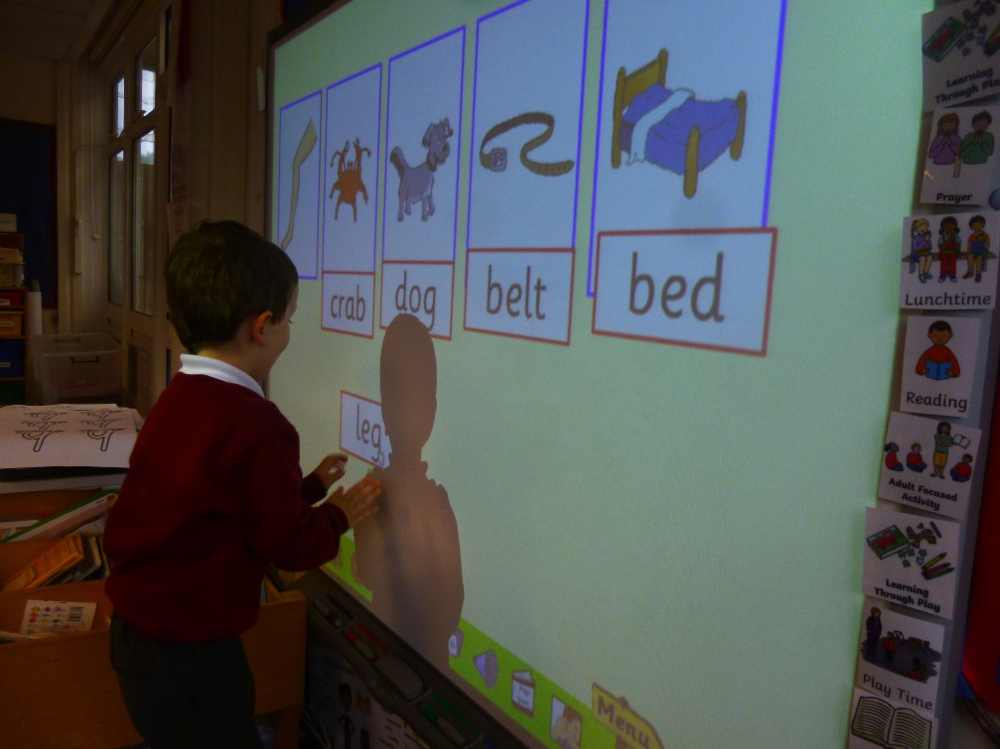 crab
dog
belt
bed
leg
Menu
Learning
Through Play
Prayer
Lunchtime
Reading
Adult Focused
Activity
Learning
Through Play
Play Time